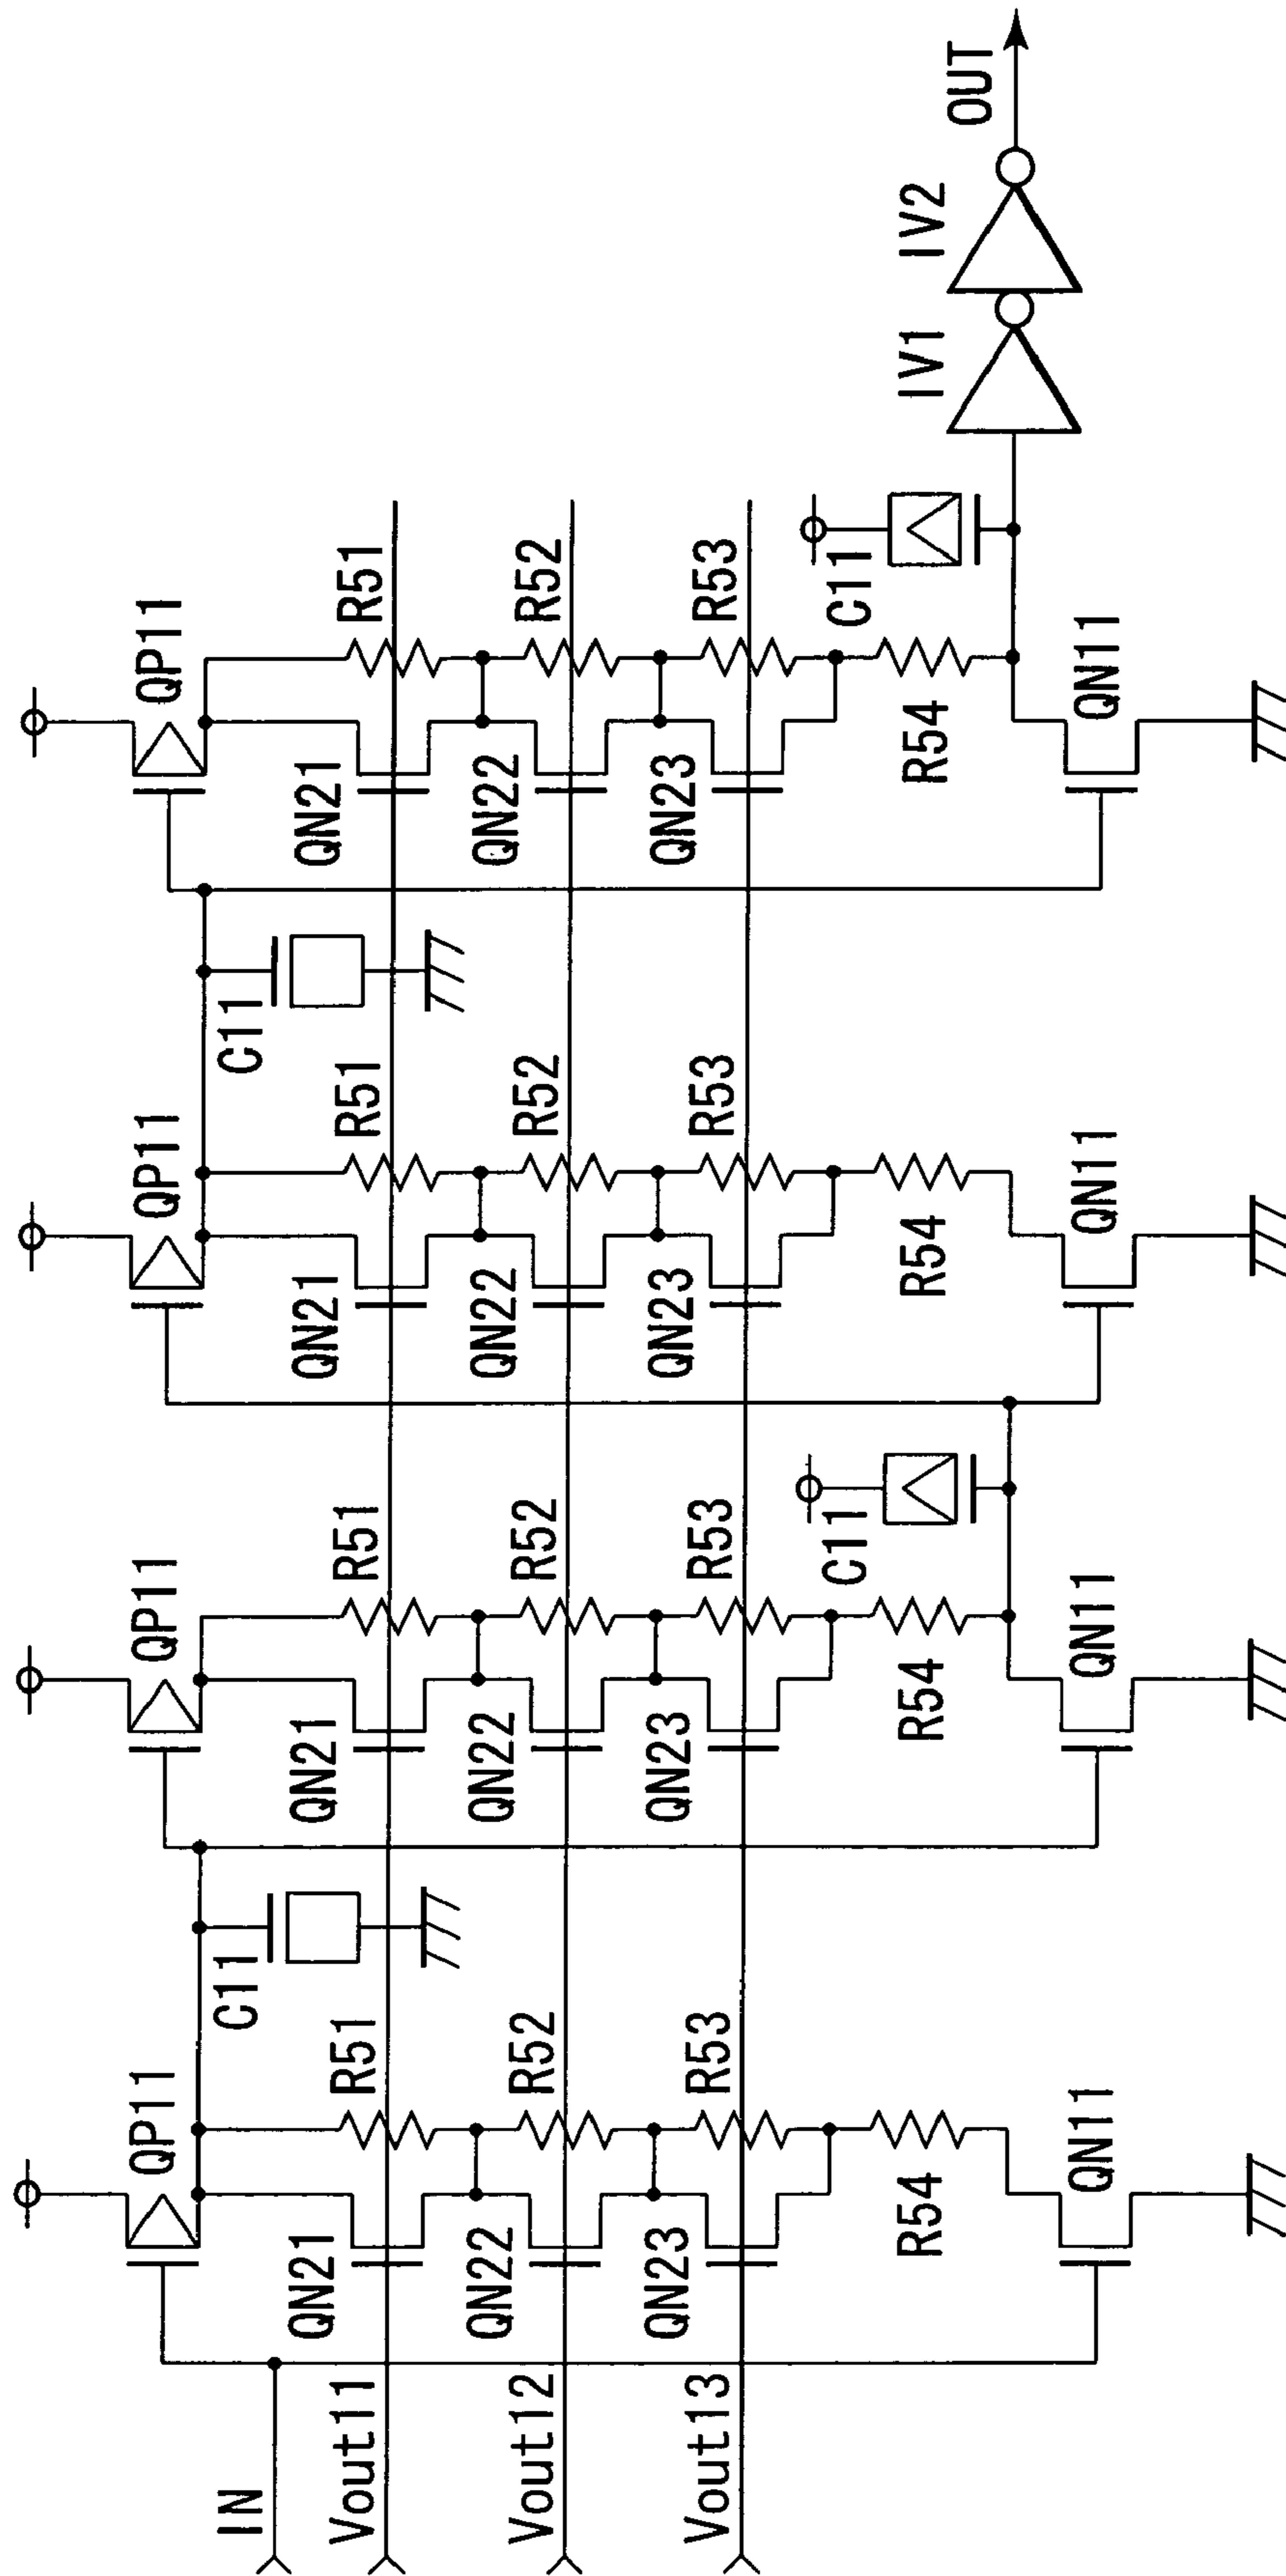 IN
Vout11
Vout12
Vout13
QP11
QN21
R51
QN22
R52
QN23
R53
R54
QN11
C11
QP11
QN21
R51
QN22
R52
QN23
R53
R54
QN11
C11
QP11
QN21
R51
QN22
R52
QN23
R53
R54
QN11
C11
QP11
QN21
R51
QN22
R52
QN23
R53
R54
QN11
C11
IV1
IV2
OUT